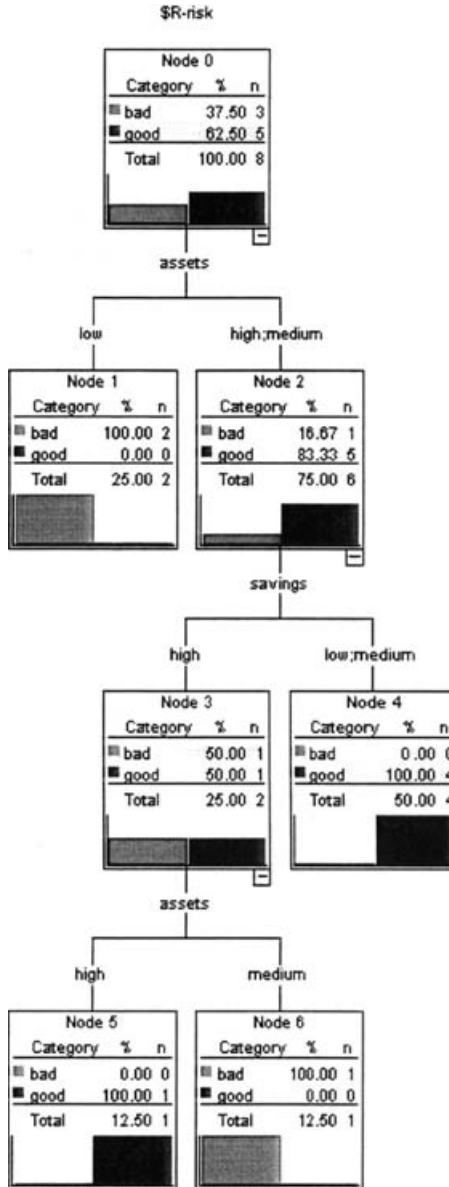 $R-risk
Node 0
Category % n
bad 37.50 3
good 62.50 5
Total 100.00 8
assets
low
high;medium
Node 1
Category % n
bad 100.00 2
good 0.00 0
Total 25.00 2
Node 2
Category % n
bad 16.67 1
good 83.33 5
Total 75.00 6
savings
high
low;medium
Node 3
Category % n
bad 50.00 1
good 50.00 1
Total 25.00 2
Node 4
Category % n
bad 0.00 0
good 100.00 4
Total 50.00 4
assets
high
medium
Node 5
Category % n
bad 0.00 0
good 100.00 1
Total 12.50 1
Node 6
Category % n
bad 100.00 1
good 0.00 0
Total 12.50 1